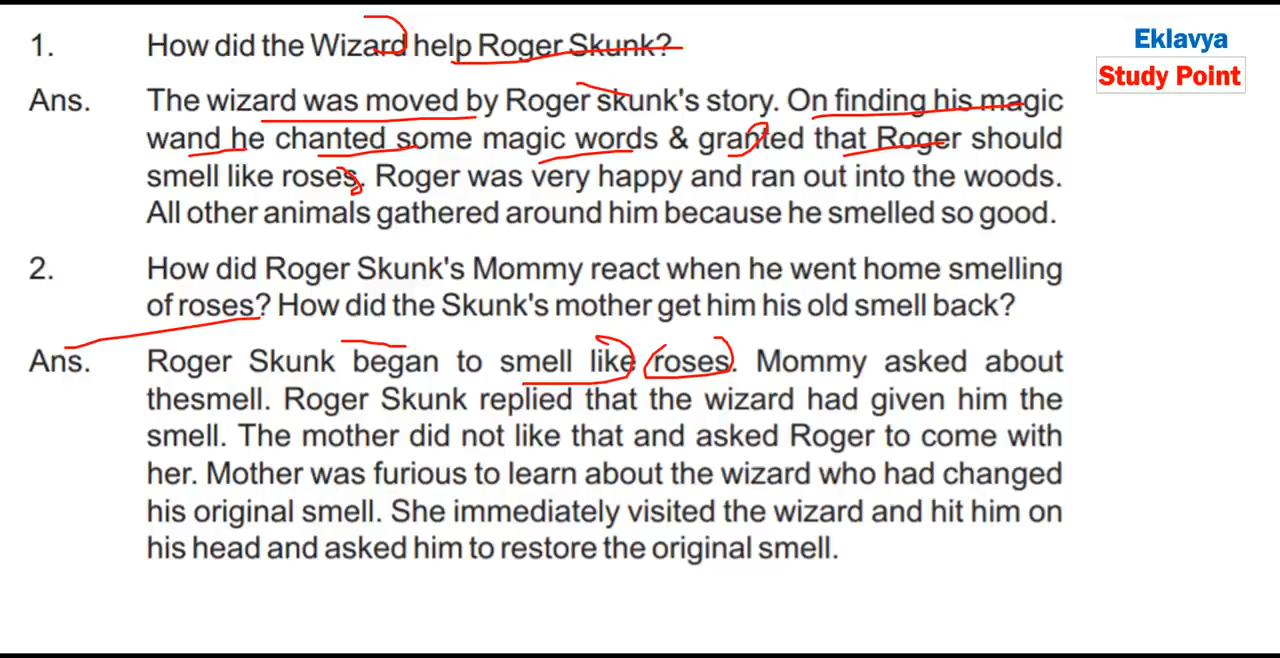 1. How did the Wizard help Roger Skunk?
Eklavya
Study Point
Ans. The wizard was moved by Roger skunk's story. On finding his magic
wand he chanted some magic words & granted that Roger should
smell like roses. Roger was very happy and ran out into the woods.
All other animals gathered around him because he smelled so good.
2. How did Roger Skunk's Mommy react when he went home smelling
of roses? How did the Skunk's mother get him his old smell back?
Ans. Roger Skunk began to smell like roses. Mommy asked about
thesmell. Roger Skunk replied that the wizard had given him the
smell. The mother did not like that and asked Roger to come with
her. Mother was furious to learn about the wizard who had changed
his original smell. She immediately visited the wizard and hit him on
his head and asked him to restore the original smell.